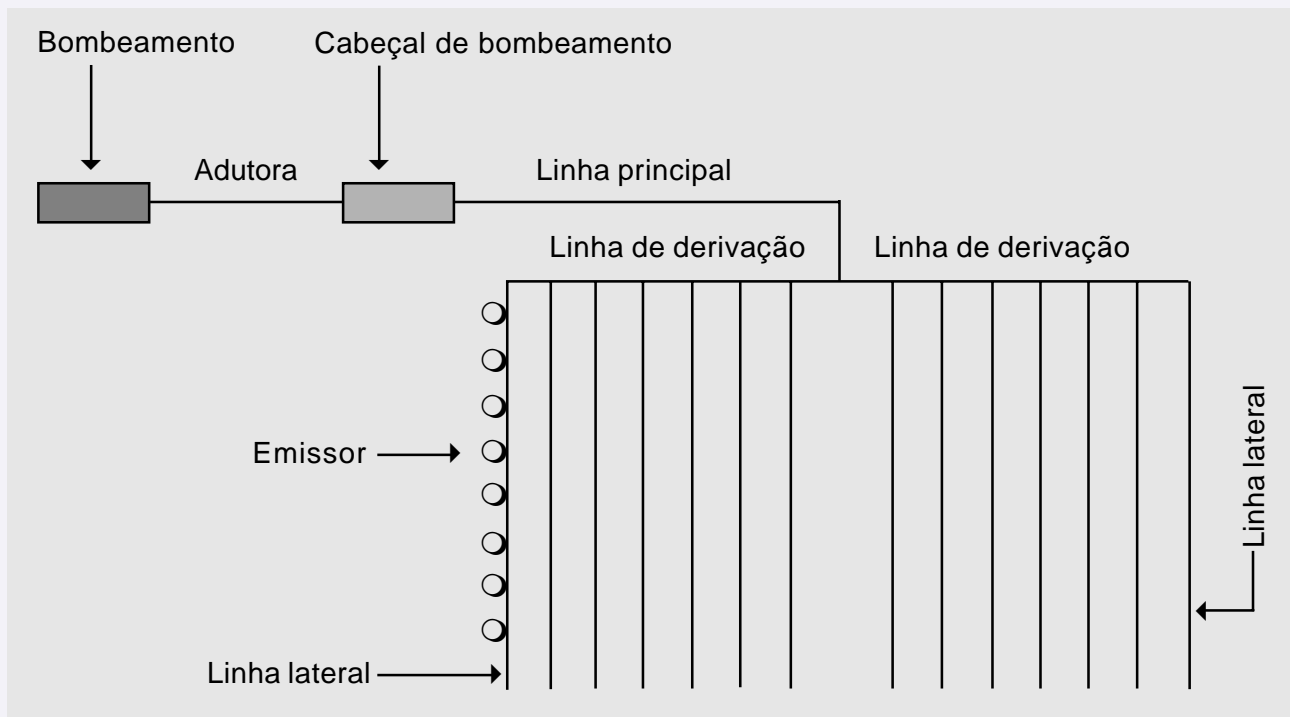 Bombeamento
Cabeçal de bombeamento
Adutora
Linha principal
Linha de derivação
Linha de derivação
Emissor
Linha lateral
Linha lateral